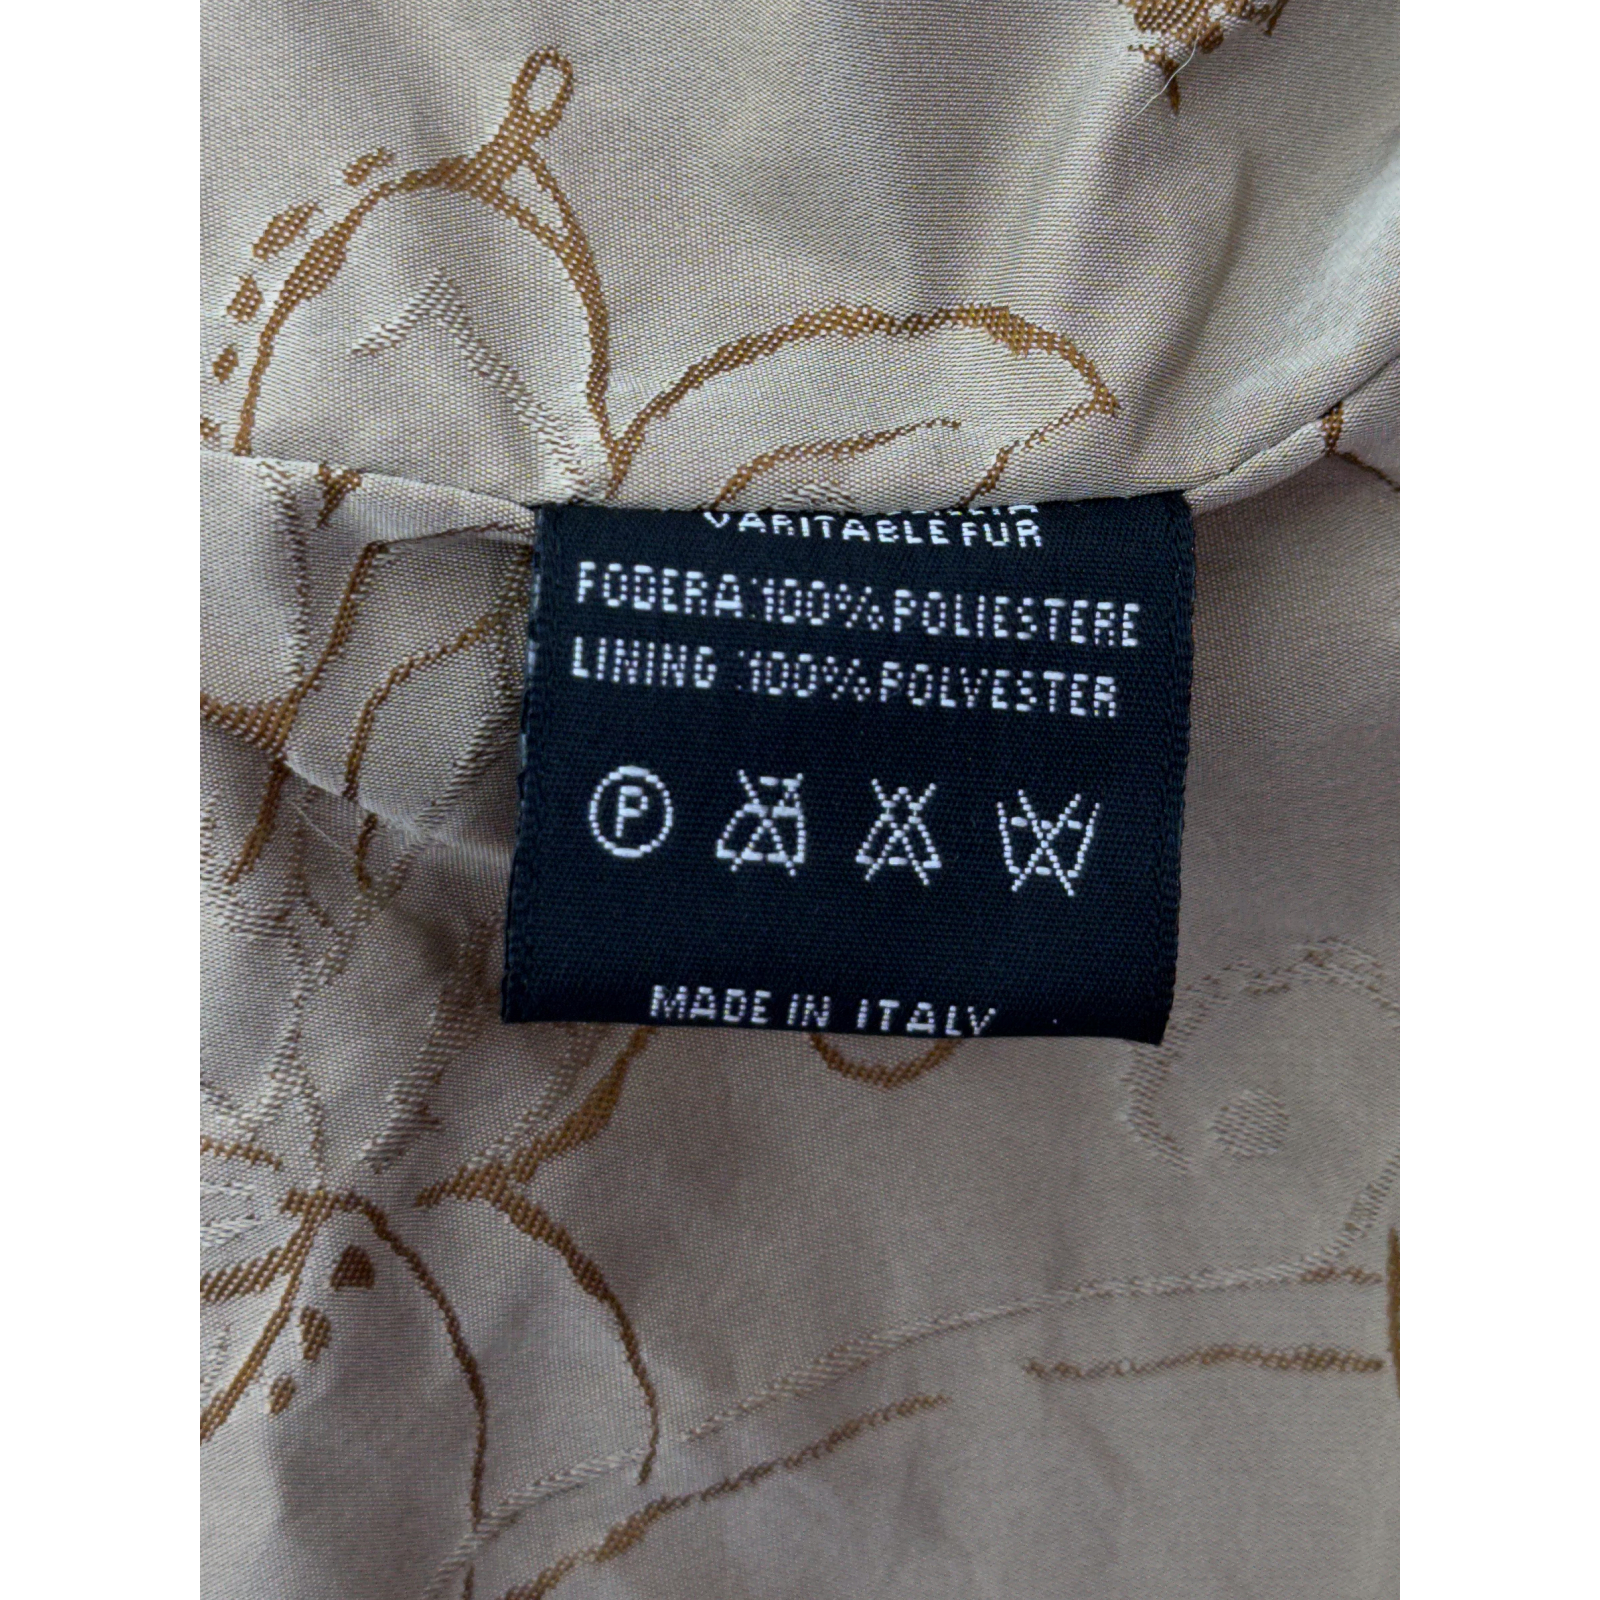 VARITABLE FUR
FODERA 100% POLIESTERE
LINING 100% POLYESTER
P
MADE IN ITALY